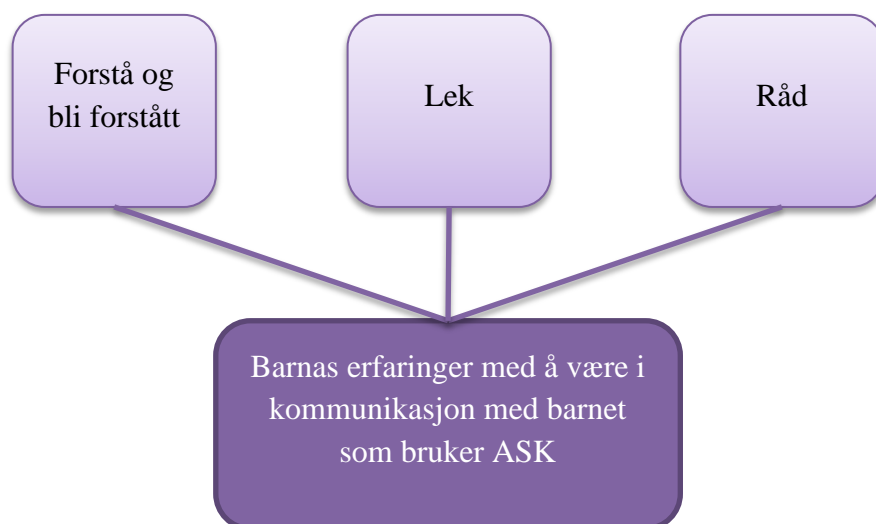 Forstå og
bli forstått
Lek
Råd
Barnas erfaringer med å være i
kommunikasjon med barnet
som bruker ASK